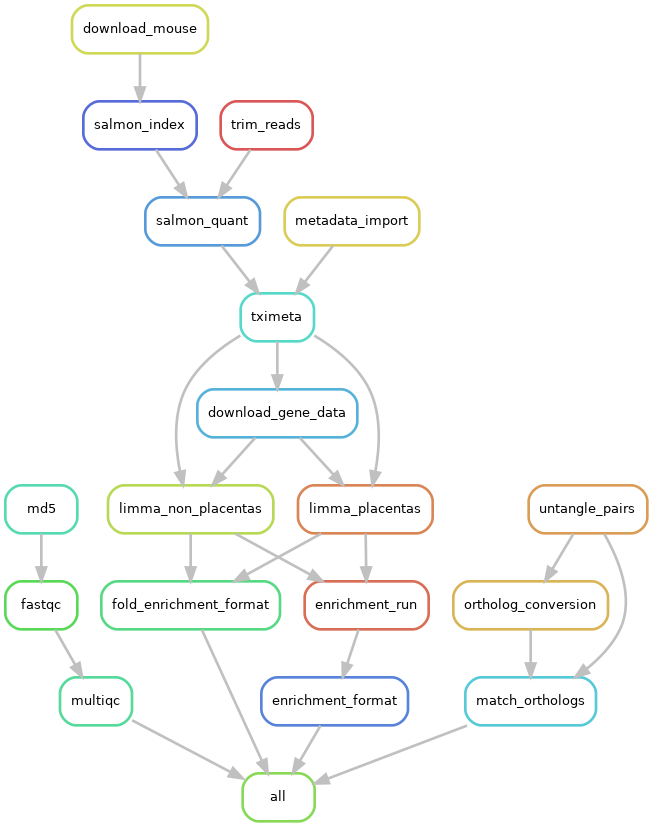 download_mouse
salmon_index
trim_reads
salmon_quant
metadata_import
tximeta
download_gene_data
md5
limma_non_placentas
limma_placentas
untangle_pairs
fastqc
fold_enrichment_format
enrichment_run
ortholog_conversion
multiqc
enrichment_format
match_orthologs
all